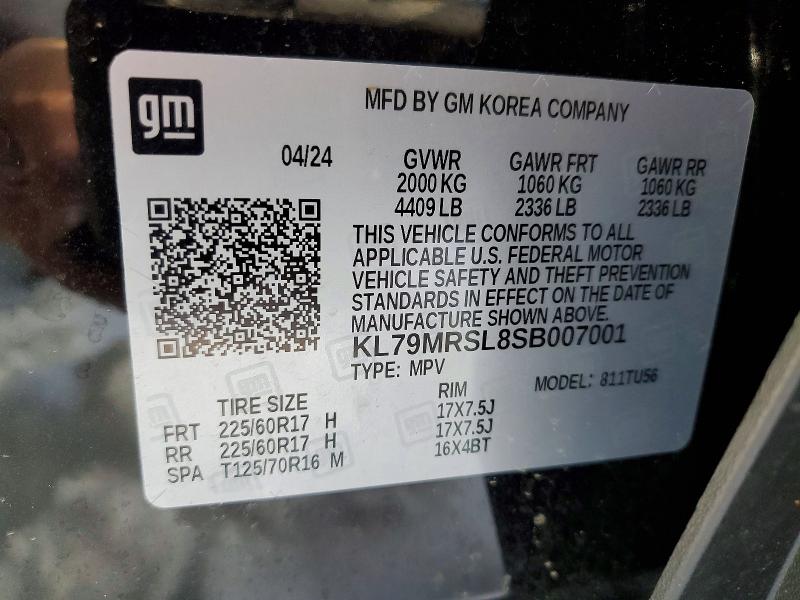 gm
MFD BY GM KOREA COMPANY
04/24 GVWR GAWR FRT GAWR RR
2000 KG 1060 KG 1060 KG
4409 LB 2336 LB 2336 LB
THIS VEHICLE CONFORMS TO ALL
APPLICABLE U.S. FEDERAL MOTOR
VEHICLE SAFETY AND THEFT PREVENTION
STANDARDS IN EFFECT ON THE DATE OF
MANUFACTURE SHOWN ABOVE.
KL79MRSL8SB007001
TYPE: MPV MODEL: 811TU56
TIRE SIZE RIM
FRT 225/60R17 H 17X7.5J
RR 225/60R17 H 17X7.5J
SPA T125/70R16 M 16X4BT